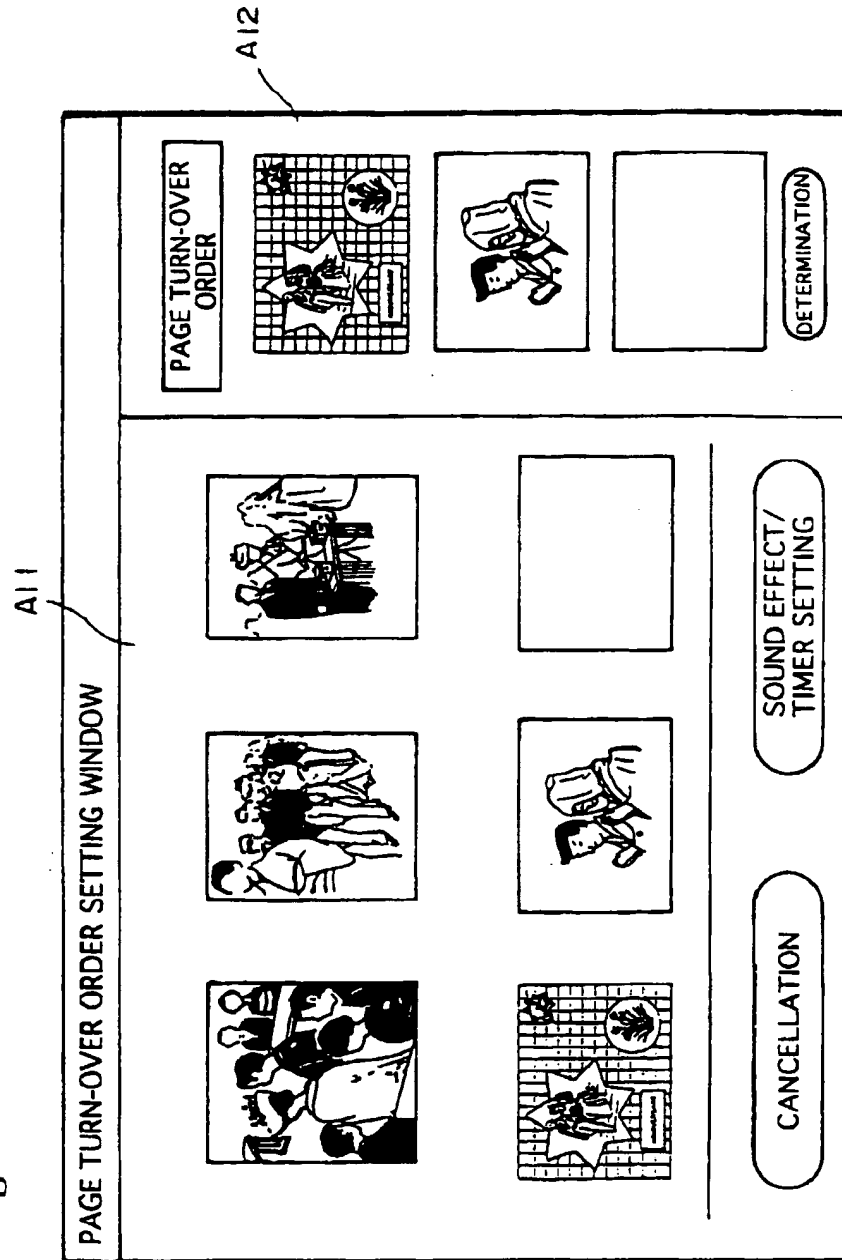 A11
A12
PAGE TURN-OVER ORDER SETTING WINDOW
PAGE TURN-OVER
ORDER
DETERMINATION
CANCELLATION
SOUND EFFECT/
TIMER SETTING